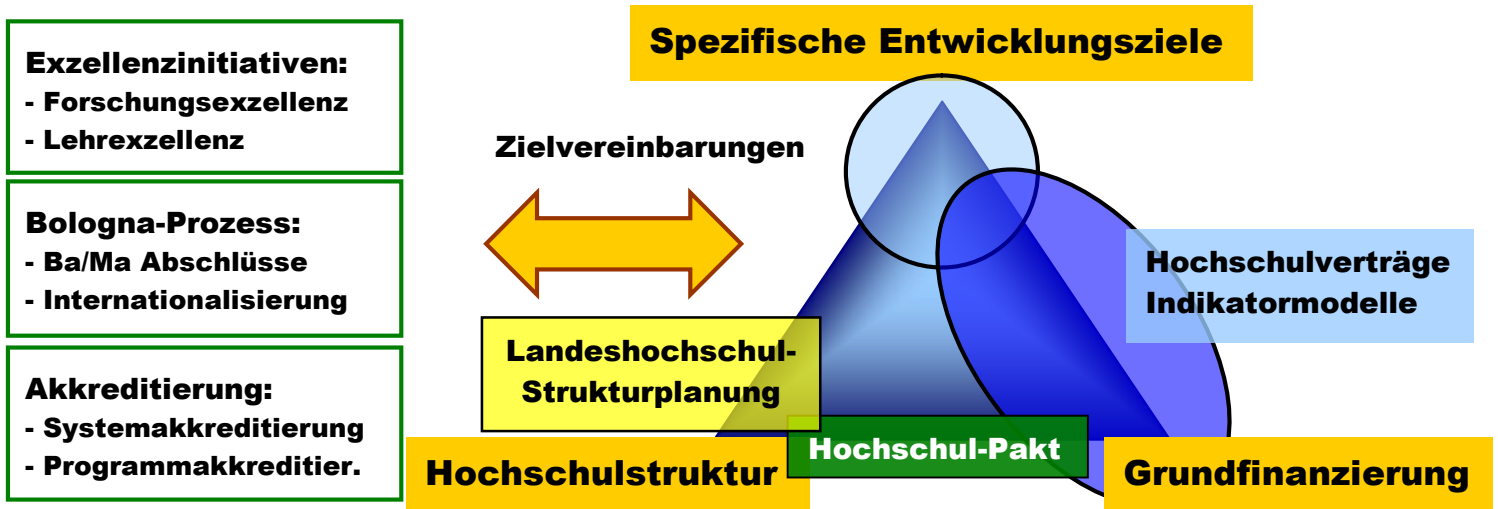 Exzellenzinitiativen:
- Forschungsexzellenz
- Lehrexzellenz
Bologna-Prozess:
- Ba/Ma Abschlüsse
- Internationalisierung
Akkreditierung:
- Systemakkreditierung
- Programmakkreditier.
Spezifische Entwicklungsziele
Zielvereinbarungen
Hochschulverträge
Indikatormodelle
Landeshochschul-
Strukturplanung
Hochschulstruktur
Hochschul-Pakt
Grundfinanzierung